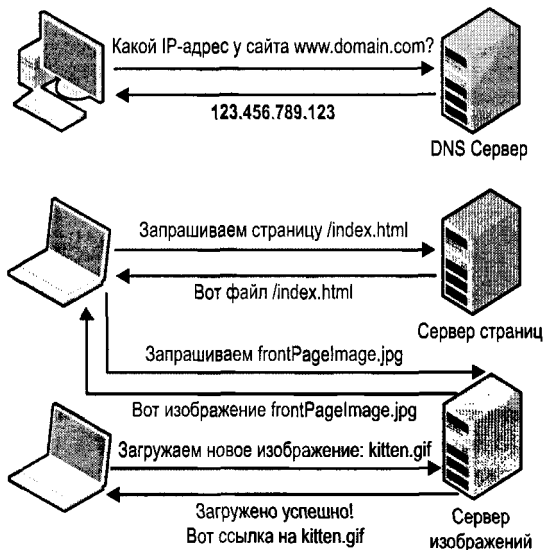 Какой IP-адрес у сайта www.domain.com?
123.456.789.123
DNS Сервер
Запрашиваем страницу /index.html
Вот файл /index.html
Сервер страниц
Запрашиваем frontPageImage.jpg
Вот изображение frontPageImage.jpg
Загружаем новое изображение: kitten.gif
Загружено успешно!
Вот ссылка на kitten.gif
Сервер
изображений